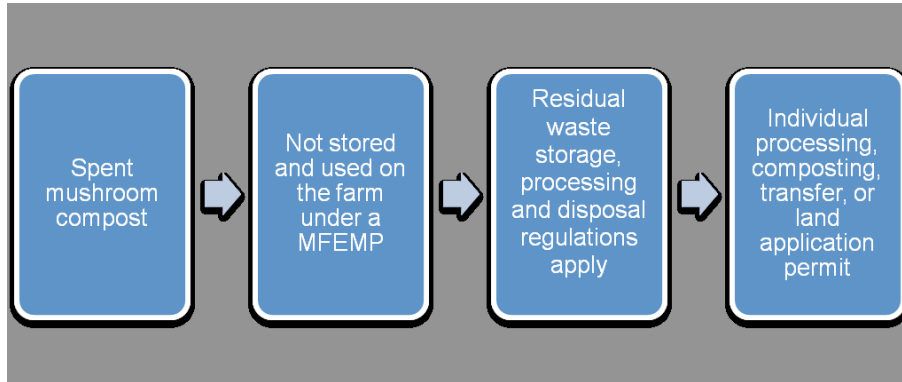 Spent
mushroom
compost
Not stored
and used on
the farm
under a
MFEMP
Residual
waste
storage,
processing
and disposal
regulations
apply
Individual
processing,
composting,
transfer, or
land
application
permit